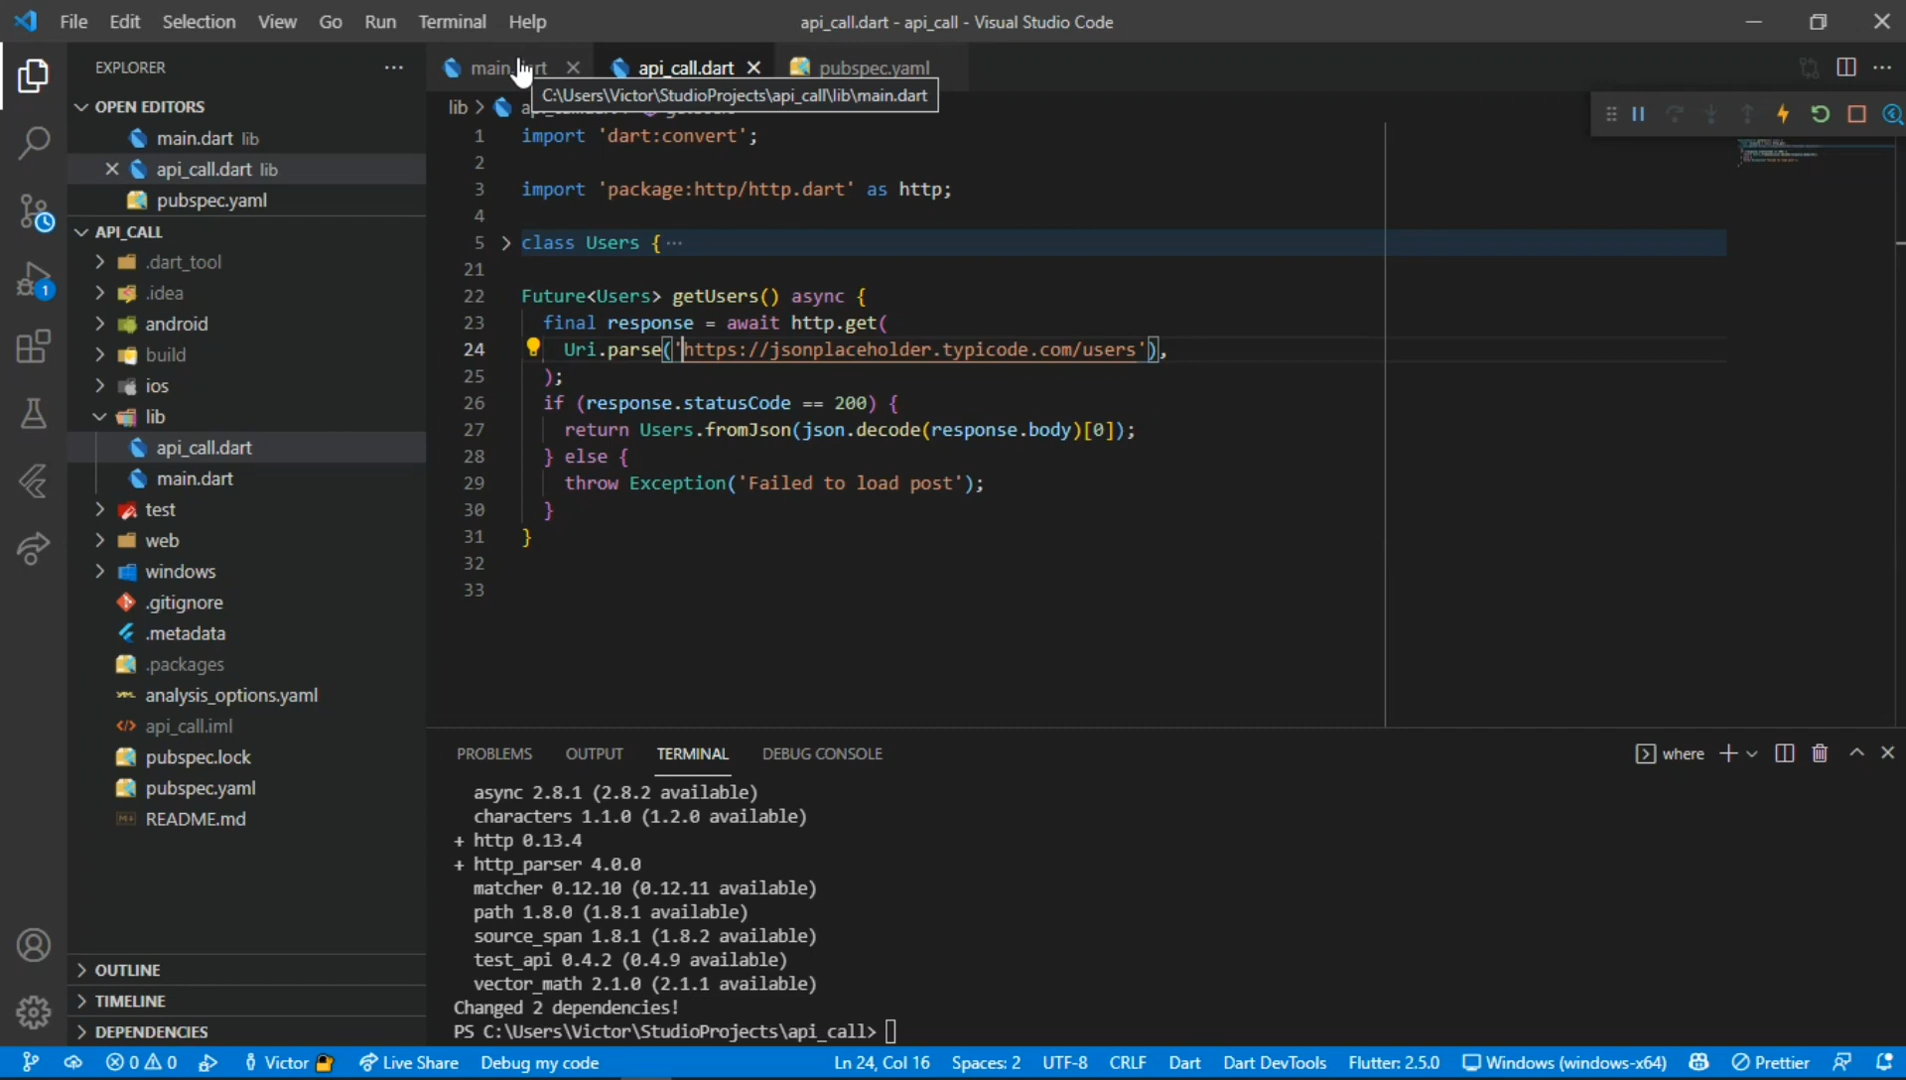 File Edit Selection View Go Run Terminal Help
api_call.dart - api_call - Visual Studio Code
EXPLORER
OPEN EDITORS
main.dart lib
api_call.dart lib
pubspec.yaml
API_CALL
.dart_tool
.idea
android
build
ios
lib
api_call.dart
main.dart
test
web
windows
.gitignore
.metadata
.packages
analysis_options.yaml
api_call.iml
pubspec.lock
pubspec.yaml
README.md
OUTLINE
TIMELINE
DEPENDENCIES
1
main.dart api_call.dart pubspec.yaml
C:\Users\Victor\StudioProjects\api_call\lib\main.dart
lib
1 import 'dart:convert';
2
3 import 'package:http/http.dart' as http;
4
5 class Users { ...
21
22 Future<Users> getUsers() async {
23 final response = await http.get(
24 Uri.parse('https://jsonplaceholder.typicode.com/users'),
25 );
26 if (response.statusCode == 200) {
27 return Users.fromJson(json.decode(response.body)[0]);
28 } else {
29 throw Exception('Failed to load post');
30 }
31 }
32
33
PROBLEMS OUTPUT TERMINAL DEBUG CONSOLE
where
async 2.8.1 (2.8.2 available)
characters 1.1.0 (1.2.0 available)
+ http 0.13.4
+ http_parser 4.0.0
matcher 0.12.10 (0.12.11 available)
path 1.8.0 (1.8.1 available)
source_span 1.8.1 (1.8.2 available)
test_api 0.4.2 (0.4.9 available)
vector_math 2.1.0 (2.1.1 available)
Changed 2 dependencies!
PS C:\Users\Victor\StudioProjects\api_call>
0 0 Victor Live Share Debug my code Ln 24, Col 16 Spaces: 2 UTF-8 CRLF Dart Dart DevTools Flutter: 2.5.0 Windows (windows-x64) Prettier